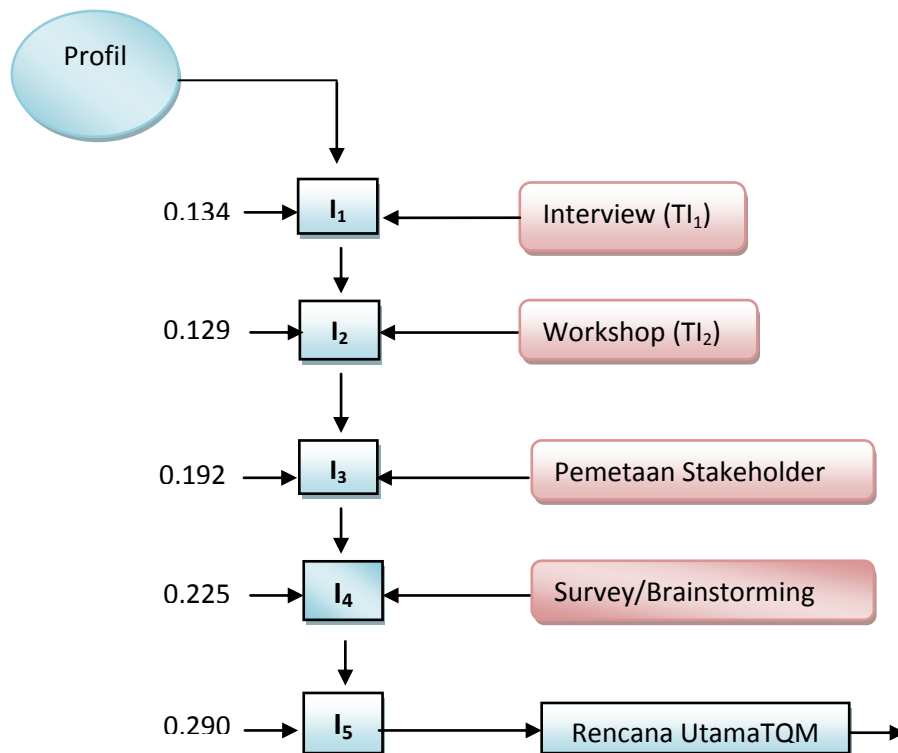 Profil
0.134 I₁ Interview (TI₁)
0.129 I₂ Workshop (TI₂)
0.192 I₃ Pemetaan Stakeholder
0.225 I₄ Survey/Brainstorming
0.290 I₅ Rencana UtamaTQM